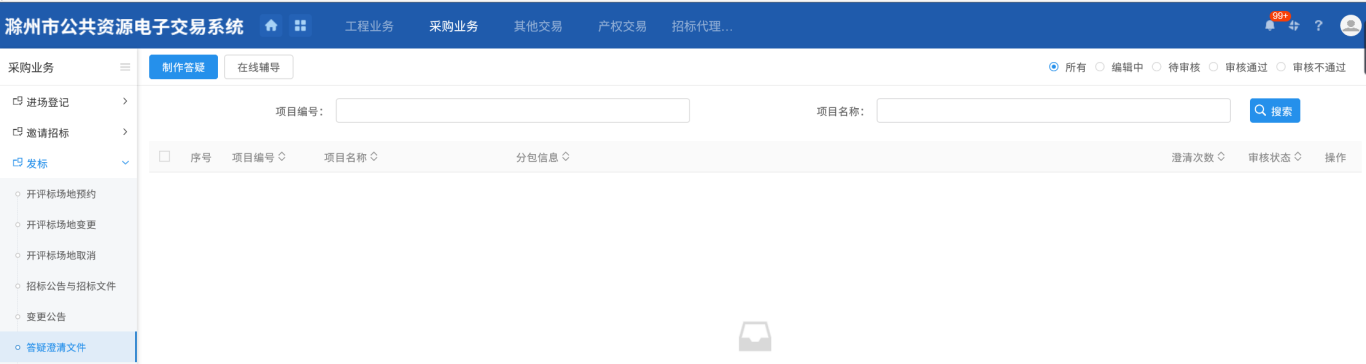 滁州市公共资源电子交易系统 工程业务 采购业务 其他交易 产权交易 招标代理... 99+ ?
采购业务 制作答疑 在线辅导 所有 编辑中 待审核 审核通过 审核不通过
进场登记
项目编号： 项目名称： 搜索
邀请招标
发标
序号 项目编号 项目名称 分包信息 澄清次数 审核状态 操作
开评标场地预约
开评标场地变更
开评标场地取消
招标公告与招标文件
变更公告
答疑澄清文件